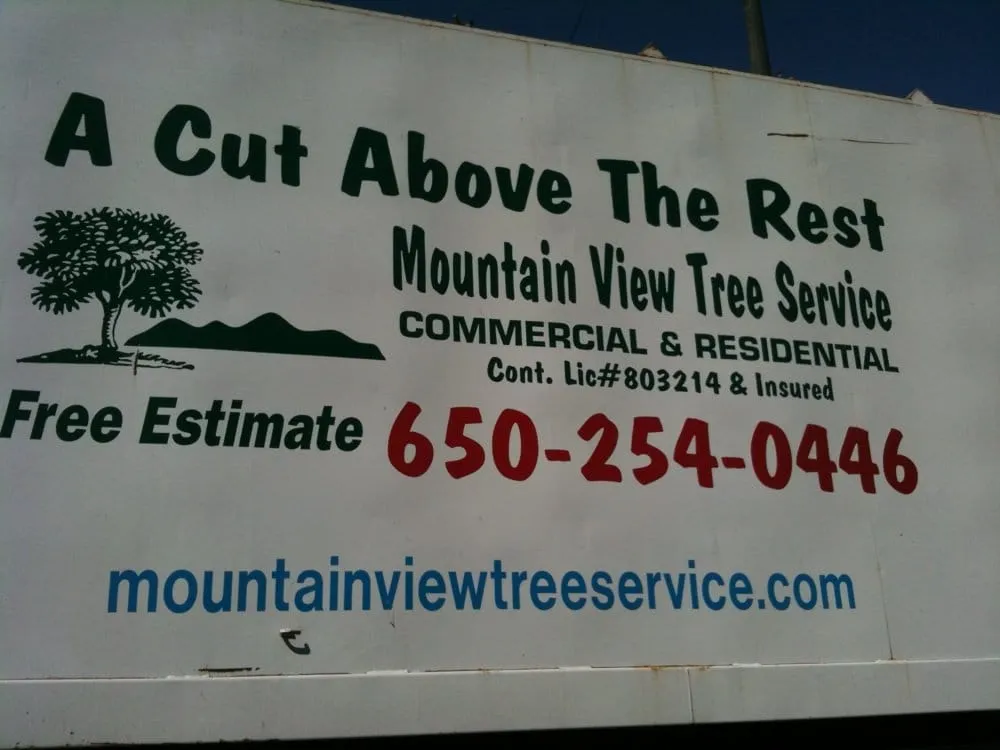 A Cut Above The Rest
Mountain View Tree Service
COMMERCIAL & RESIDENTIAL
Cont. Lic#803214 & Insured
Free Estimate 650-254-0446
mountainviewtreeservice.com